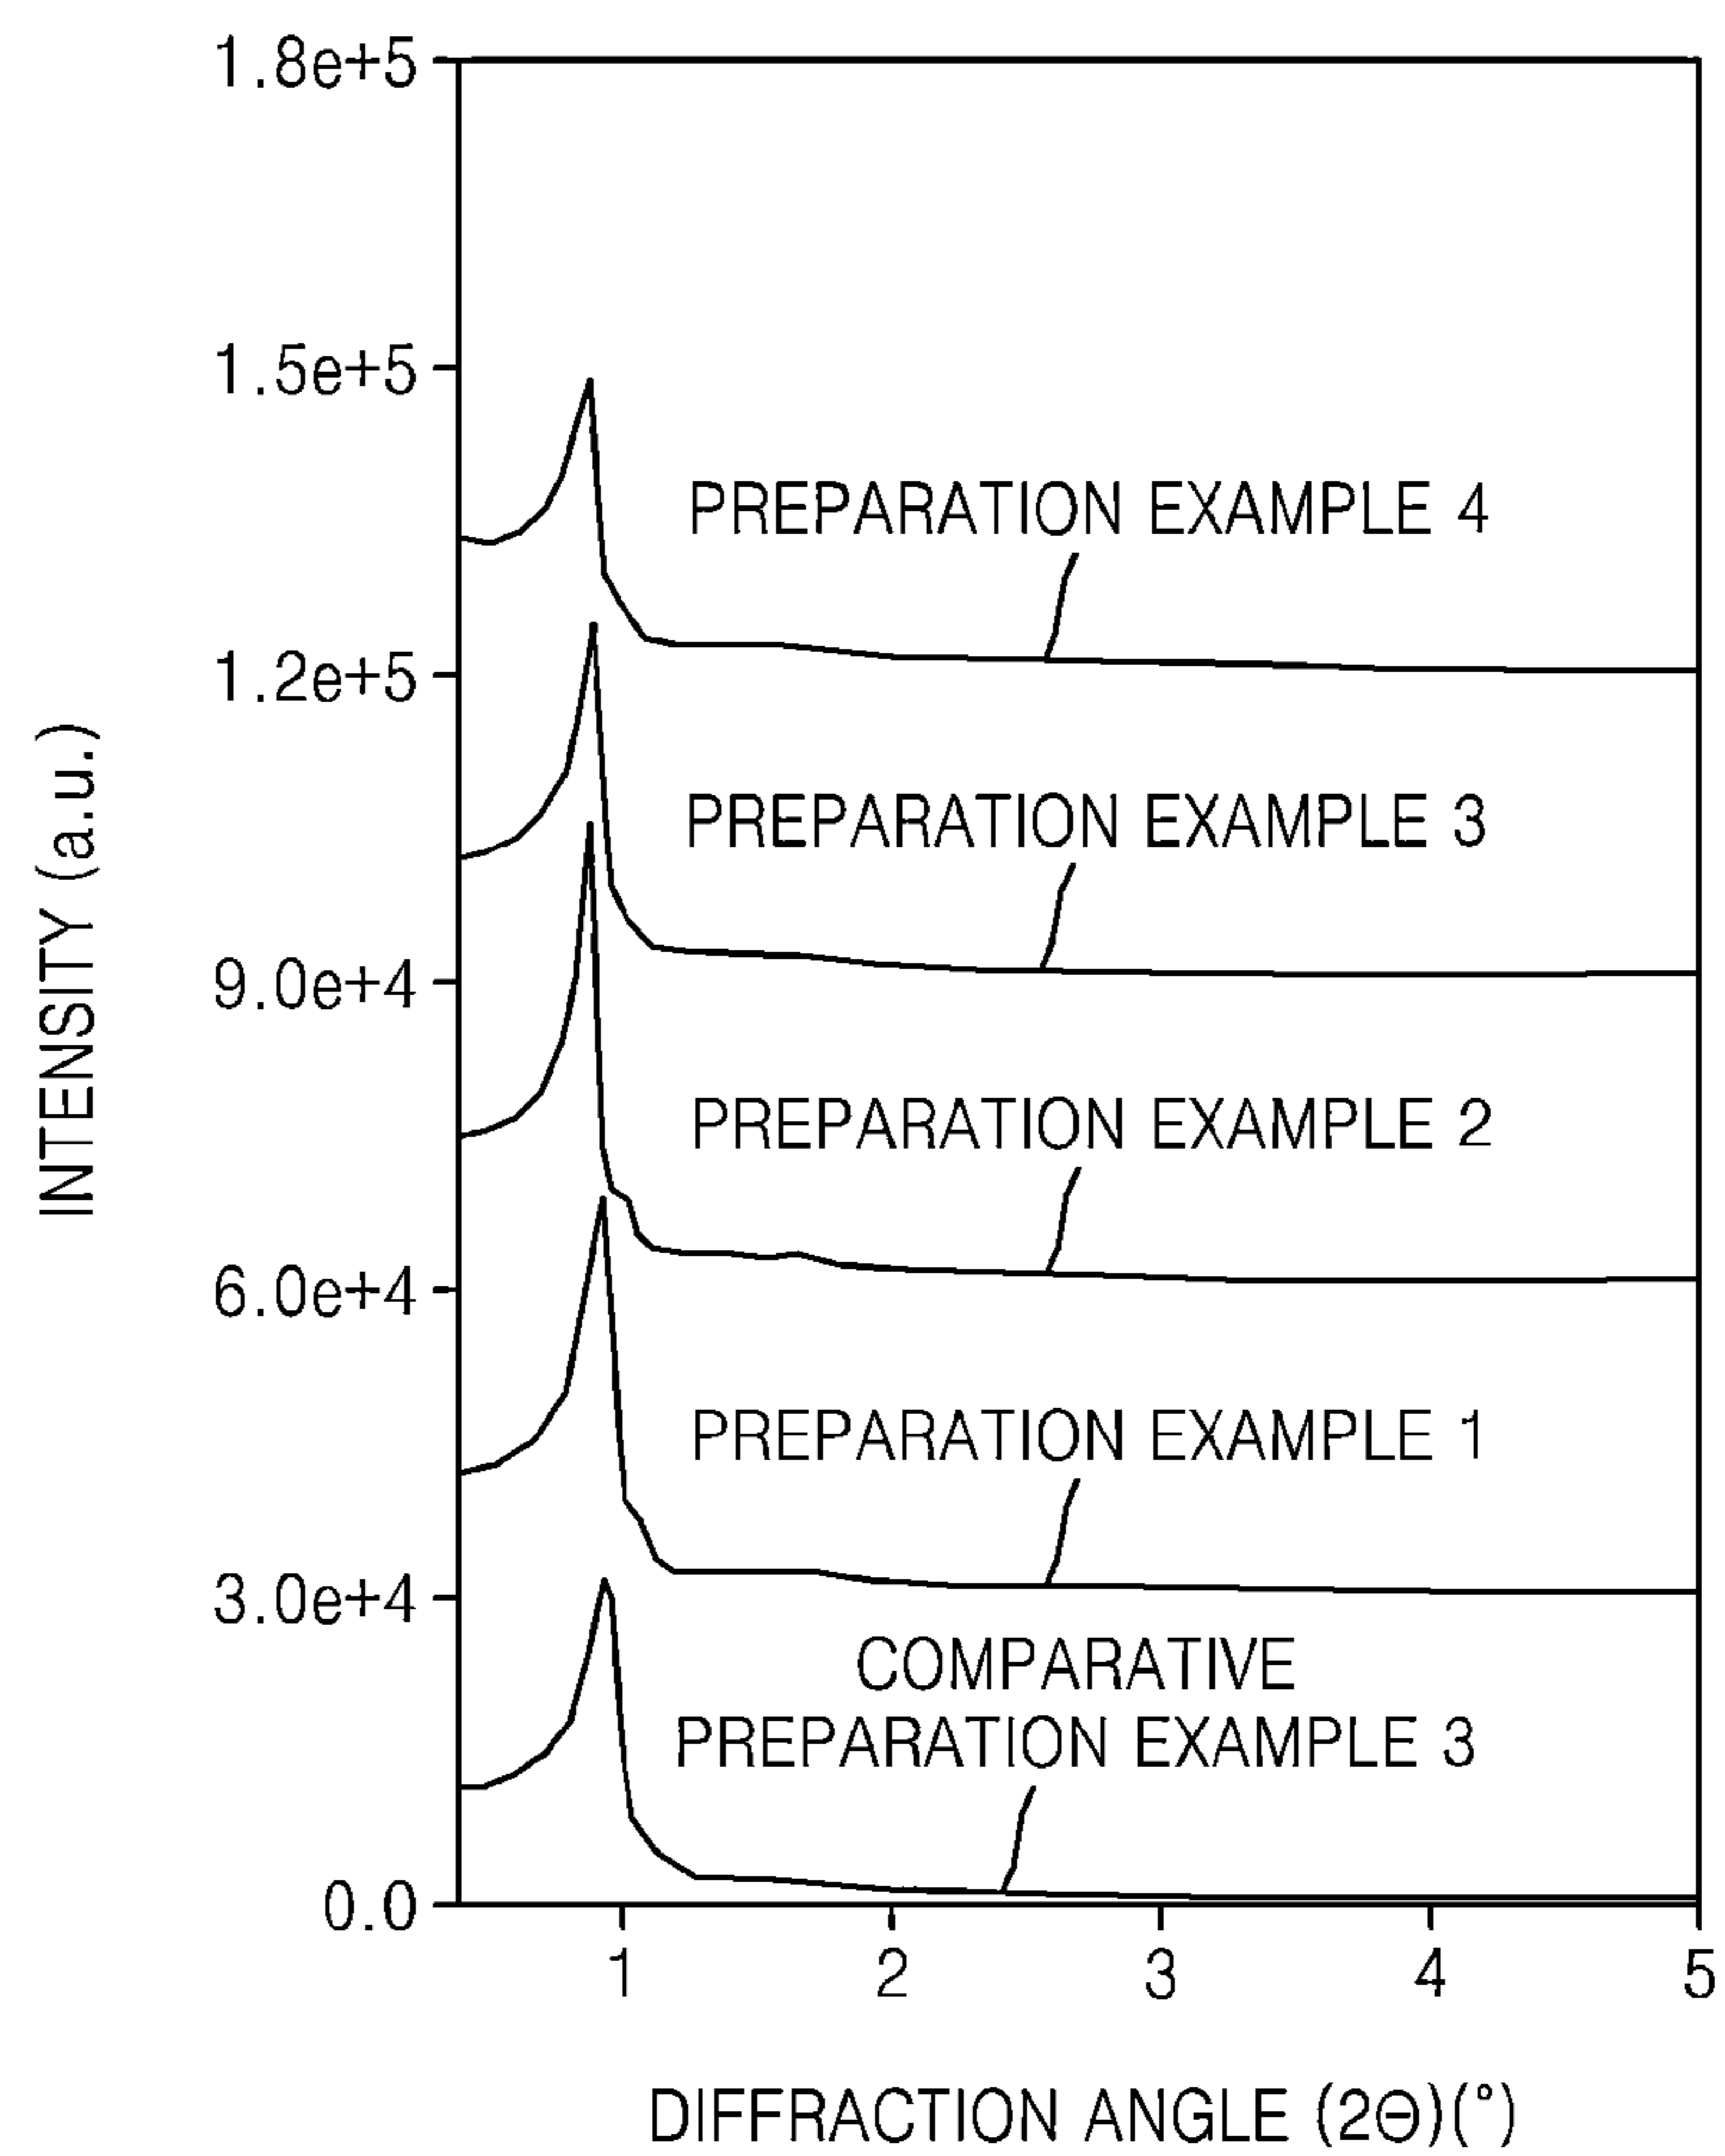 1.8e+5
1.5e+5
1.2e+5
9.0e+4
6.0e+4
3.0e+4
0.0
INTENSITY (a.u.)
PREPARATION EXAMPLE 4
PREPARATION EXAMPLE 3
PREPARATION EXAMPLE 2
PREPARATION EXAMPLE 1
COMPARATIVE
PREPARATION EXAMPLE 3
1 2 3 4 5
DIFFRACTION ANGLE (2Θ)(°)